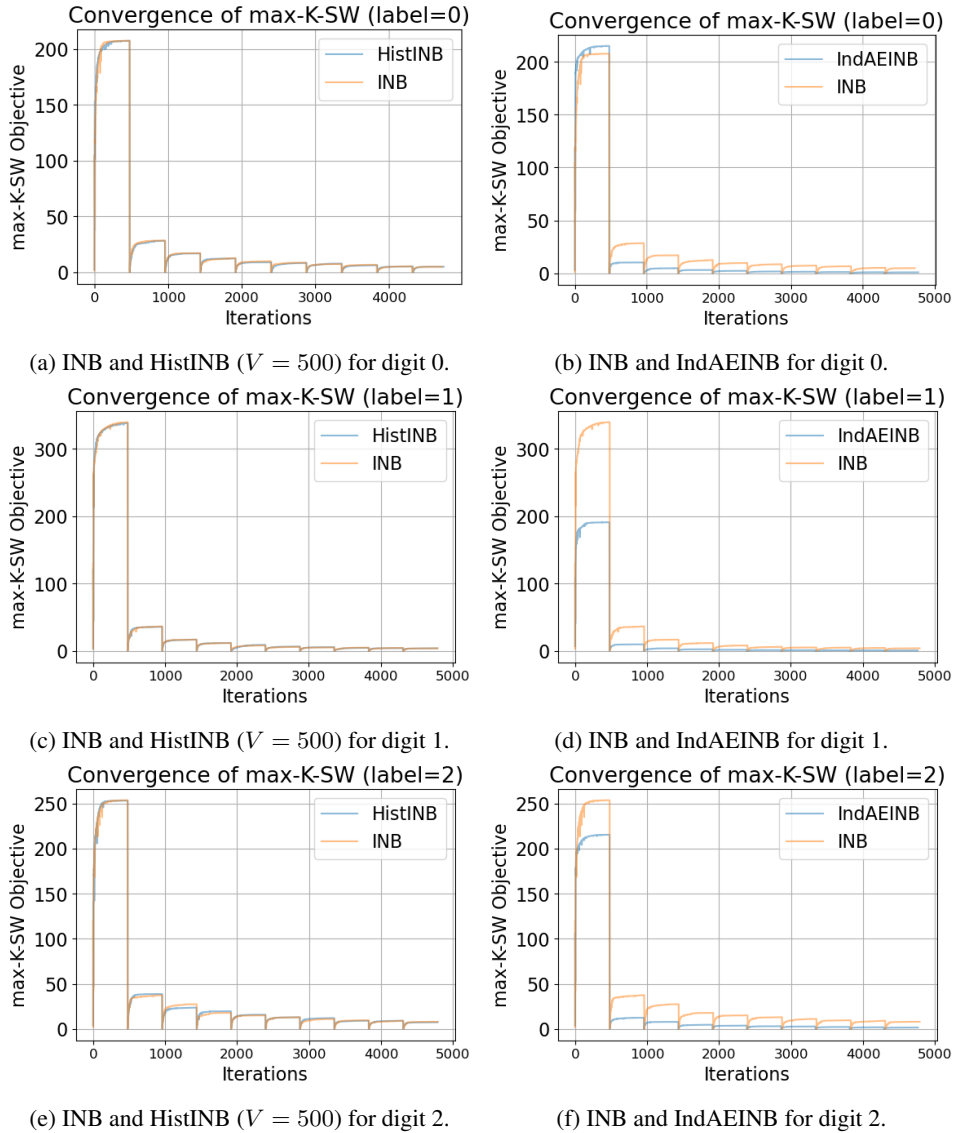 Convergence of max-K-SW (label=0)
max-K-SW Objective
200
150
100
50
0
HistINB
INB
0 1000 2000 3000 4000
Iterations
(a) INB and HistINB (V = 500) for digit 0.
Convergence of max-K-SW (label=0)
max-K-SW Objective
200
150
100
50
0
IndAEINB
INB
0 1000 2000 3000 4000 5000
Iterations
(b) INB and IndAEINB for digit 0.
Convergence of max-K-SW (label=1)
max-K-SW Objective
300
200
100
0
HistINB
INB
0 1000 2000 3000 4000 5000
Iterations
(c) INB and HistINB (V = 500) for digit 1.
Convergence of max-K-SW (label=1)
max-K-SW Objective
300
200
100
0
IndAEINB
INB
0 1000 2000 3000 4000 5000
Iterations
(d) INB and IndAEINB for digit 1.
Convergence of max-K-SW (label=2)
max-K-SW Objective
250
200
150
100
50
0
HistINB
INB
0 1000 2000 3000 4000 5000
Iterations
(e) INB and HistINB (V = 500) for digit 2.
Convergence of max-K-SW (label=2)
max-K-SW Objective
250
200
150
100
50
0
IndAEINB
INB
0 1000 2000 3000 4000 5000
Iterations
(f) INB and IndAEINB for digit 2.